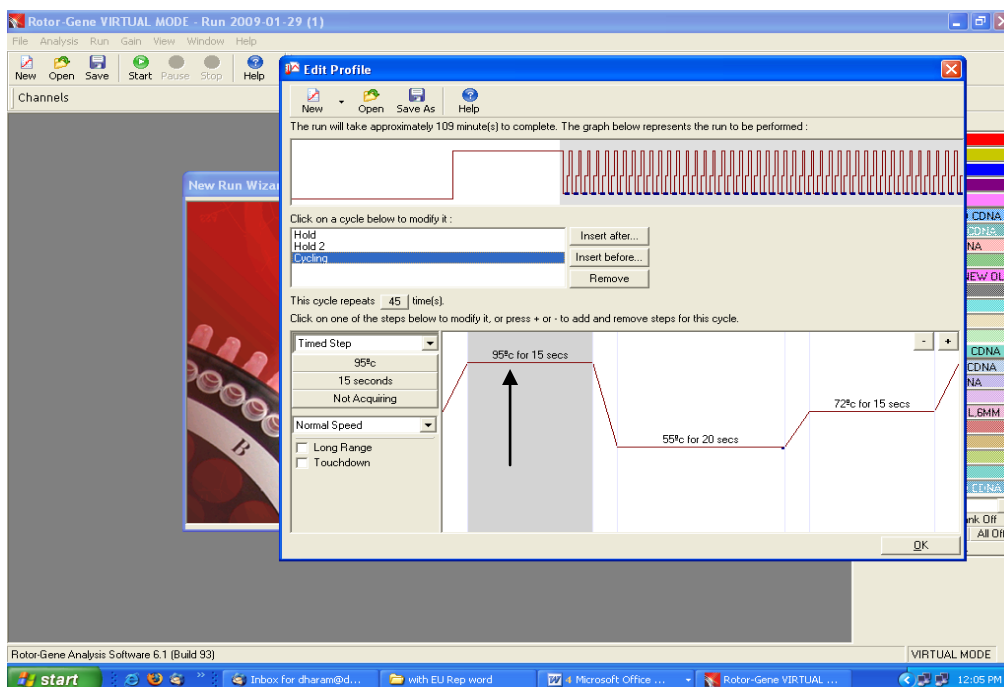 Rotor-Gene VIRTUAL MODE - Run 2009-01-29 (1)
File Analysis Run Gain View Window Help
New Open Save Start Pause Stop Help
Channels
New Run Wiza
Edit Profile
New Open Save As Help
The run will take approximately 109 minute(s) to complete. The graph below represents the run to be performed :
Click on a cycle below to modify it :
Hold
Hold 2
Cycling
Insert after...
Insert before...
Remove
This cycle repeats 45 time(s).
Click on one of the steps below to modify it, or press + or - to add and remove steps for this cycle.
Timed Step
95ºc
15 seconds
Not Acquiring
Normal Speed
Long Range
Touchdown
95ºc for 15 secs
55ºc for 20 secs
72ºc for 15 secs
- +
OK
CDNA
CDNA
NA
NEW OL
CDNA
CDNA
NA
L,6MM
CDNA
nk Off
All Off
B
Rotor-Gene Analysis Software 6.1 (Build 93)
VIRTUAL MODE
start
Inbox for dharam@d...
with EU Rep word
4 Microsoft Office ...
Rotor-Gene VIRTUAL ...
12:05 PM